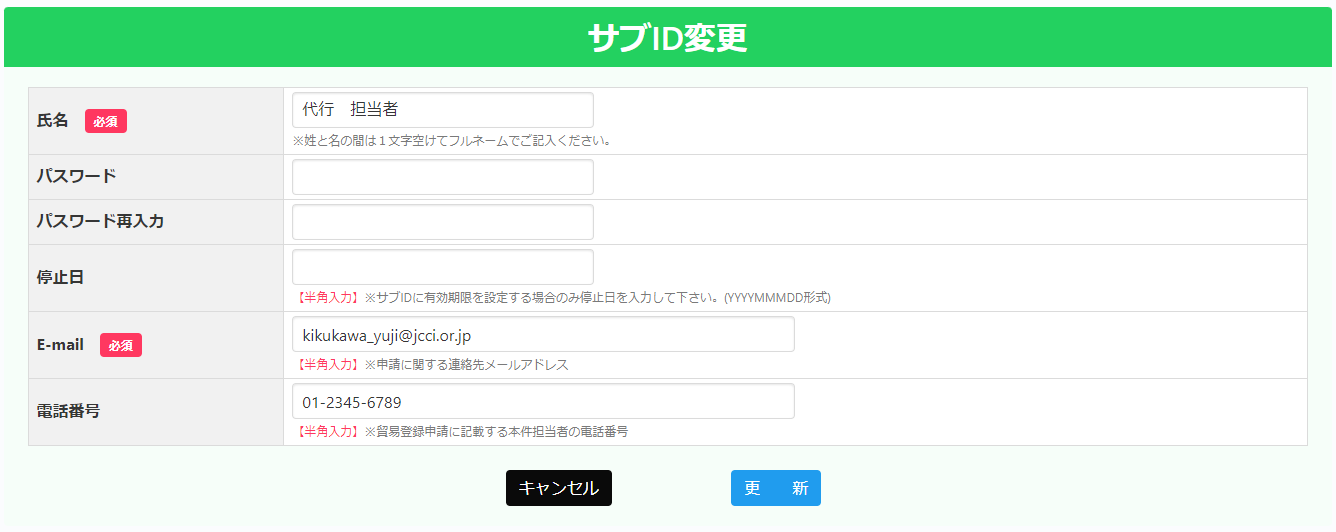 サブID変更
氏名 必須
代行　担当者
※姓と名の間は１文字空けてフルネームでご記入ください。
パスワード
パスワード再入力
停止日
【半角入力】※サブIDに有効期限を設定する場合のみ停止日を入力して下さい。(YYYYMMMDD形式)
E-mail 必須
kikukawa_yuji@jcci.or.jp
【半角入力】※申請に関する連絡先メールアドレス
電話番号
01-2345-6789
【半角入力】※貿易登録申請に記載する本件担当者の電話番号
キャンセル
更　新